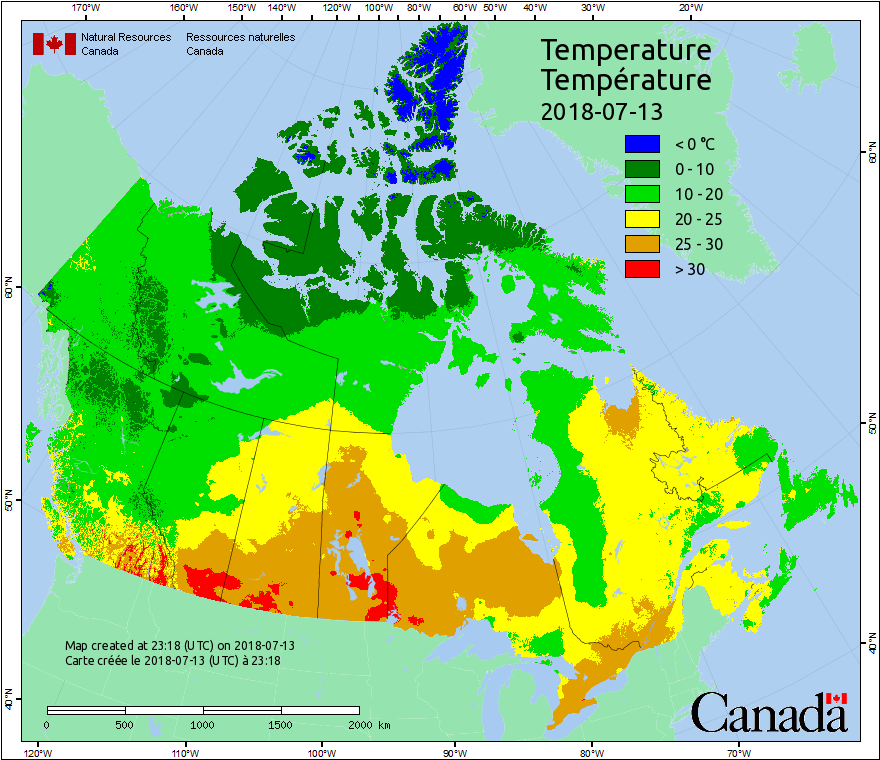 170°W 160°W 150°W 140°W 130°W 120°W 110°W 100°W 90°W 80°W 70°W 60°W 50°W 40°W 30°W 20°W
Natural Resources Canada
Ressources naturelles Canada
Temperature
Température
2018-07-13
< 0 °C
0 - 10
10 - 20
20 - 25
25 - 30
> 30
60°N
60°N
50°N
50°N
40°N
40°N
Map created at 23:18 (UTC) on 2018-07-13
Carte créée le 2018-07-13 (UTC) à 23:18
0 500 1000 1500 2000 km
Canada
120°W 110°W 100°W 90°W 80°W 70°W